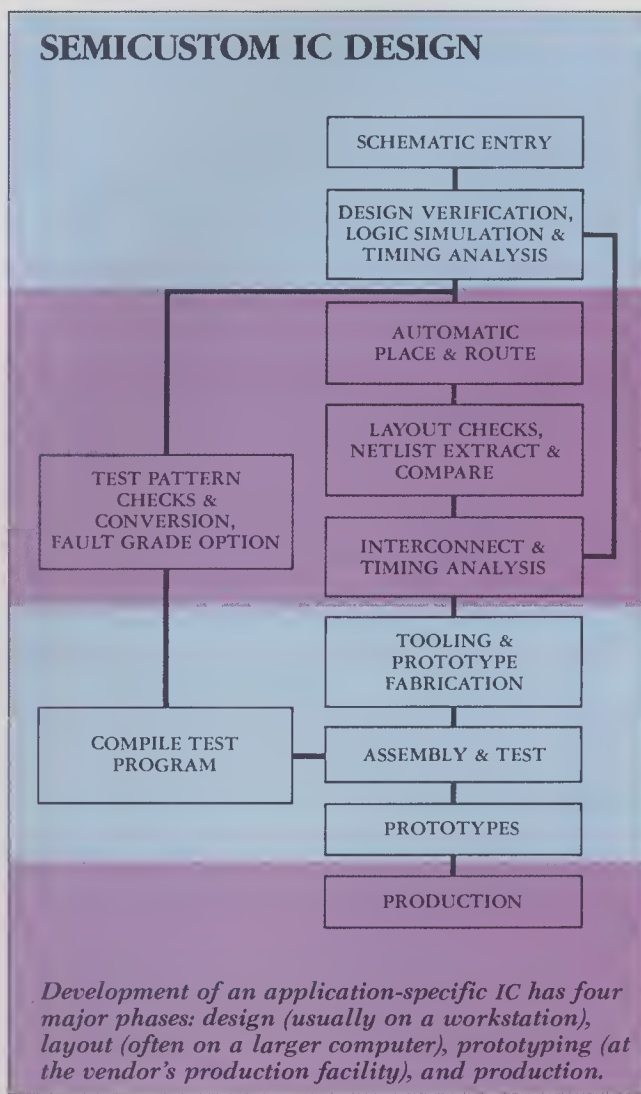 SEMICUSTOM IC DESIGN
SCHEMATIC ENTRY
DESIGN VERIFICATION,
LOGIC SIMULATION &
TIMING ANALYSIS
AUTOMATIC
PLACE & ROUTE
LAYOUT CHECKS,
NETLIST EXTRACT &
COMPARE
TEST PATTERN
CHECKS &
CONVERSION,
FAULT GRADE OPTION
INTERCONNECT &
TIMING ANALYSIS
TOOLING &
PROTOTYPE
FABRICATION
COMPILE TEST
PROGRAM
ASSEMBLY & TEST
PROTOTYPES
PRODUCTION
Development of an application-specific IC has four
major phases: design (usually on a workstation),
layout (often on a larger computer), prototyping (at
the vendor's production facility), and production.